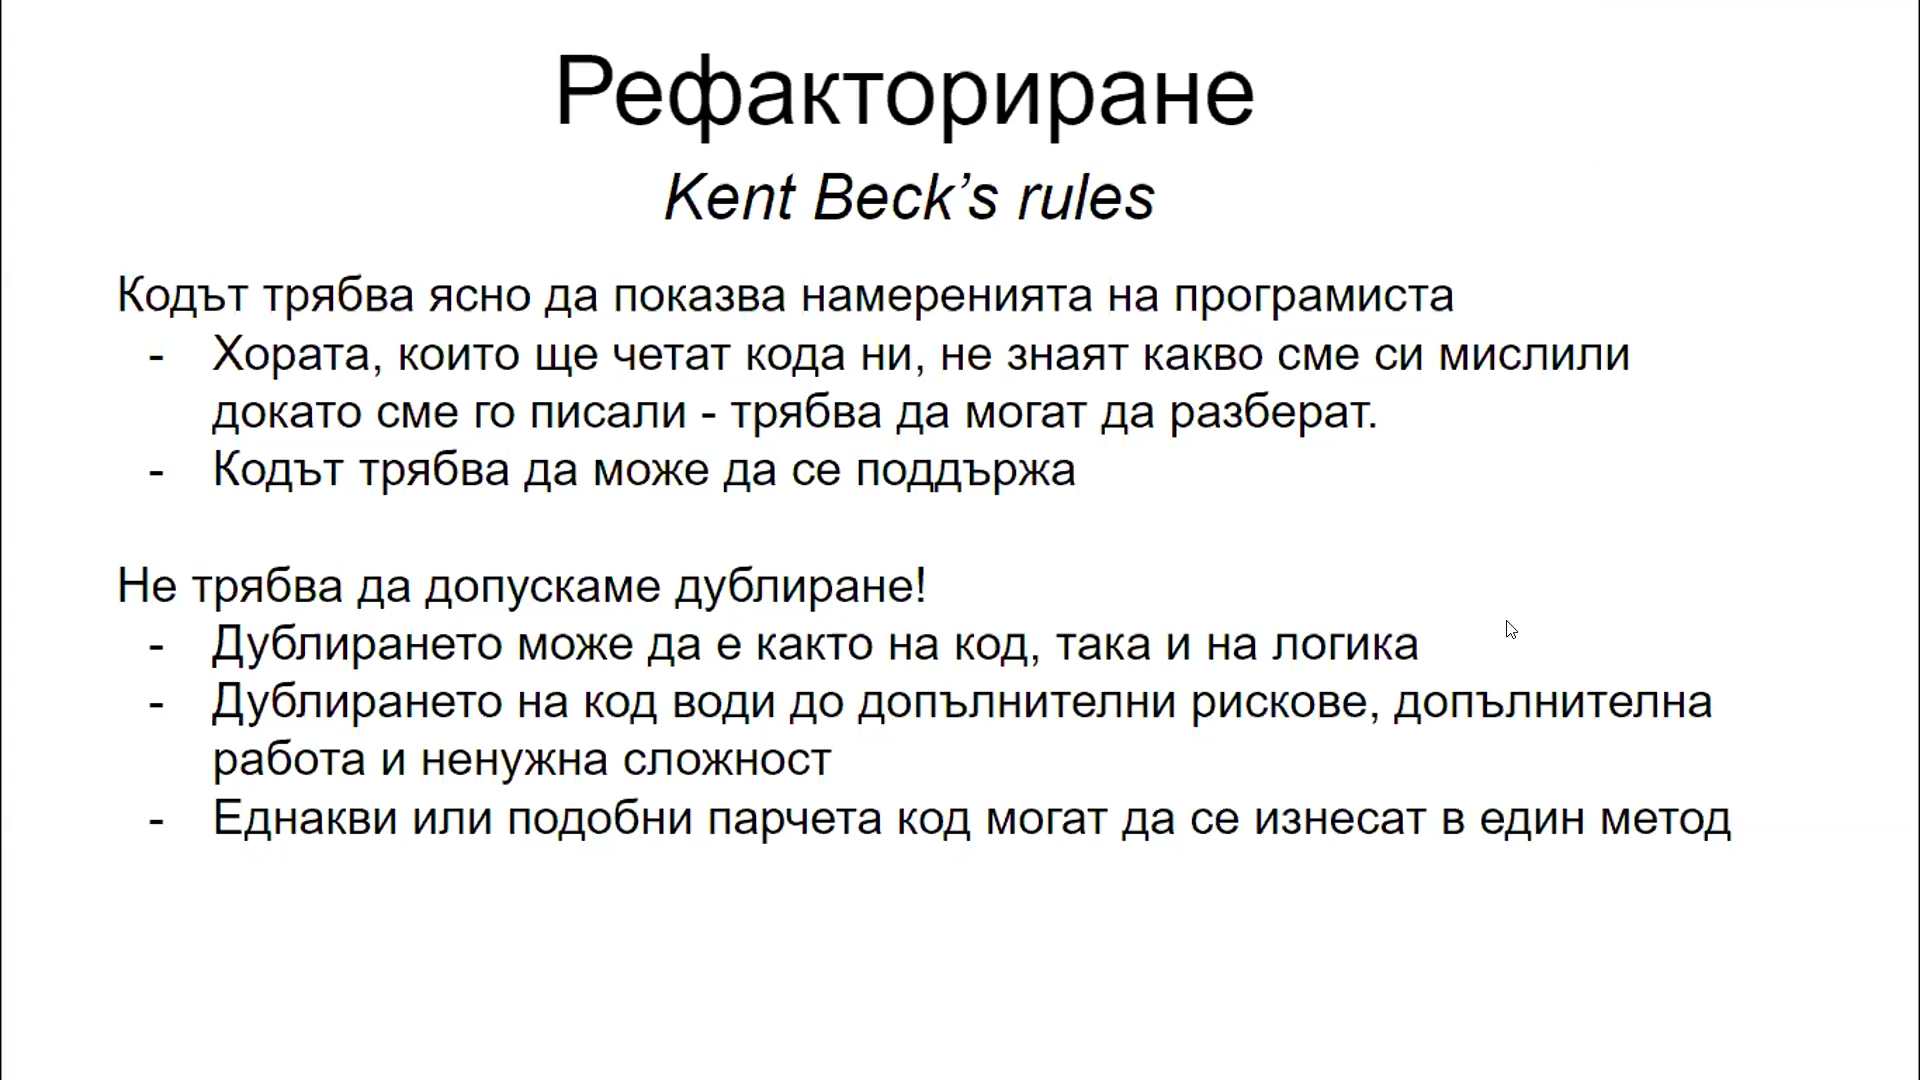 Рефакториране
Kent Beck’s rules
Кодът трябва ясно да показва намеренията на програмиста
- Хората, които ще четат кода ни, не знаят какво сме си мислили
докато сме го писали - трябва да могат да разберат.
- Кодът трябва да може да се поддържа
Не трябва да допускаме дублиране!
- Дублирането може да е както на код, така и на логика
- Дублирането на код води до допълнителни рискове, допълнителна
работа и ненужна сложност
- Еднакви или подобни парчета код могат да се изнесат в един метод